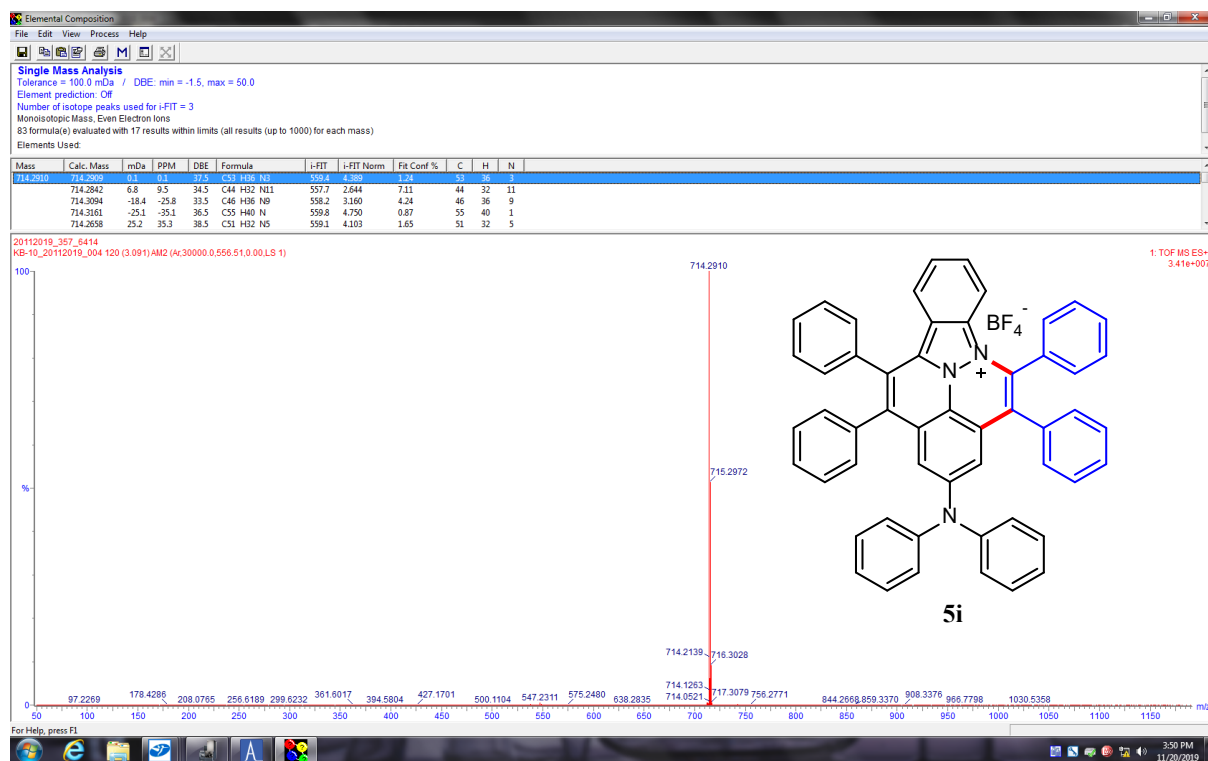 Elemental Composition
File Edit View Process Help
Single Mass Analysis
Tolerance = 100.0 mDa / DBE: min = -1.5, max = 50.0
Element prediction: Off
Number of isotope peaks used for i-FIT = 3
Monoisotopic Mass, Even Electron Ions
83 formula(e) evaluated with 17 results within limits (all results (up to 1000) for each mass)
Elements Used:
Mass Calc. Mass mDa PPM DBE Formula i-FIT i-FIT Norm Fit Conf % C H N
714.2910 714.2909 0.1 0.1 37.5 C53 H36 N3 559.4 4.389 1.24 53 36 3
714.2842 6.8 9.5 34.5 C44 H32 N11 557.7 2.644 7.11 44 32 11
714.3094 -18.4 -25.8 33.5 C46 H36 N9 558.2 3.160 4.24 46 36 9
714.3161 -25.1 -35.1 36.5 C55 H40 N 559.8 4.750 0.87 55 40 1
714.2658 25.2 35.3 38.5 C51 H32 N5 559.1 4.103 1.65 51 32 5
20112019_357_6414
KB-10_20112019_004 120 (3.091) AM2 (Ar,30000.0,556.51,0.00,LS 1)
1: TOF MS ES+
3.41e+007
100
714.2910
BF4-
N
N
+
715.2972
%
N
5i
714.2139
716.3028
714.1263
714.0521
717.3079
756.2771
97.2269
178.4286
208.0765
256.6189
299.6232
361.6017
394.5804
427.1701
500.1104
547.2311
575.2480
638.2835
844.2668
859.3370
908.3376
966.7798
1030.5358
0
m/z
50 100 150 200 250 300 350 400 450 500 550 600 650 700 750 800 850 900 950 1000 1050 1100 1150
For Help, press F1
3:50 PM
11/20/2019